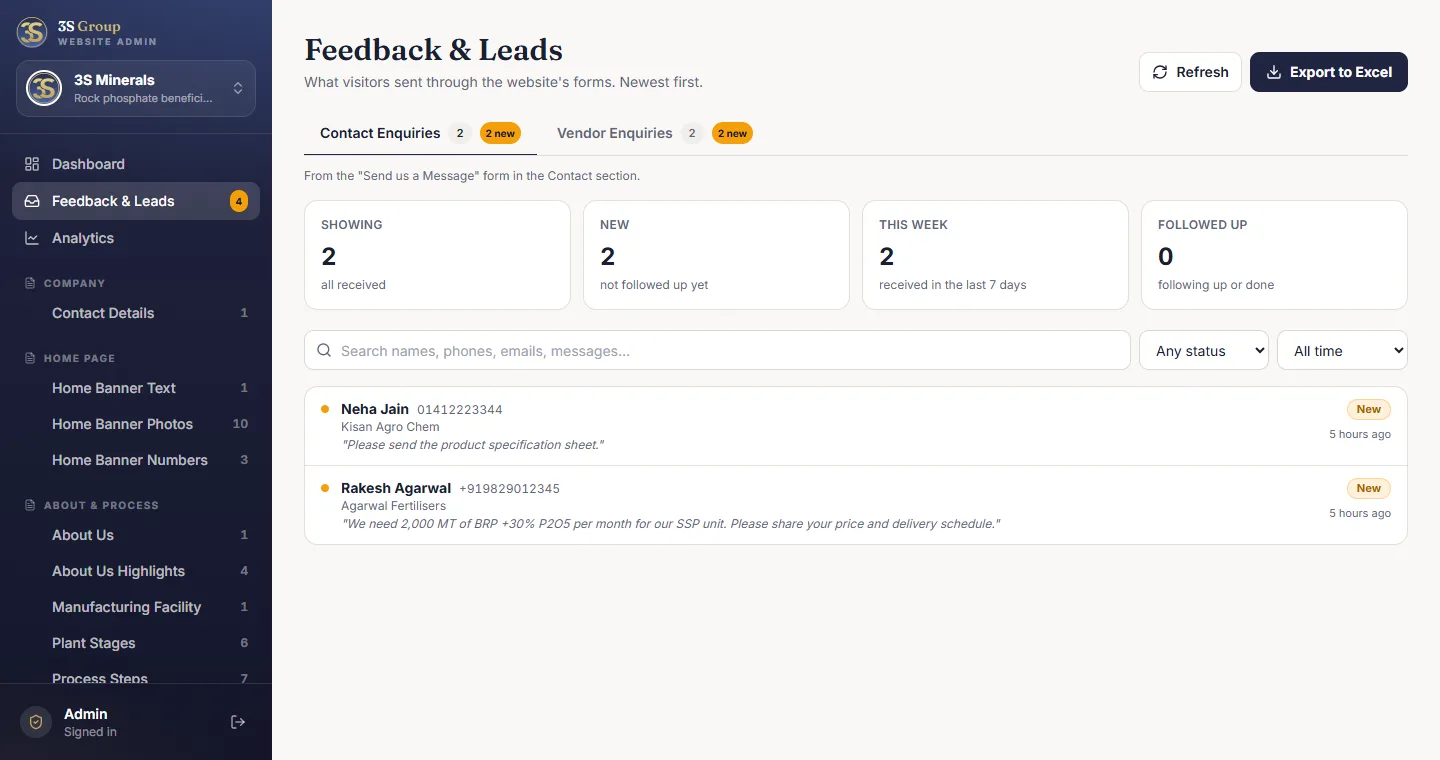 3S Group
WEBSITE ADMIN
3S Minerals
Rock phosphate benefici...
Dashboard
Feedback & Leads 4
Analytics
COMPANY
Contact Details 1
HOME PAGE
Home Banner Text 1
Home Banner Photos 10
Home Banner Numbers 3
ABOUT & PROCESS
About Us 1
About Us Highlights 4
Manufacturing Facility 1
Plant Stages 6
Process Steps 7
Admin
Signed in
Feedback & Leads
What visitors sent through the website's forms. Newest first.
Refresh
Export to Excel
Contact Enquiries 2 2 new
Vendor Enquiries 2 2 new
From the "Send us a Message" form in the Contact section.
SHOWING
2
all received
NEW
2
not followed up yet
THIS WEEK
2
received in the last 7 days
FOLLOWED UP
0
following up or done
Search names, phones, emails, messages...
Any status
All time
Neha Jain 01412223344
Kisan Agro Chem
"Please send the product specification sheet."
New
5 hours ago
Rakesh Agarwal +919829012345
Agarwal Fertilisers
"We need 2,000 MT of BRP +30% P2O5 per month for our SSP unit. Please share your price and delivery schedule."
New
5 hours ago